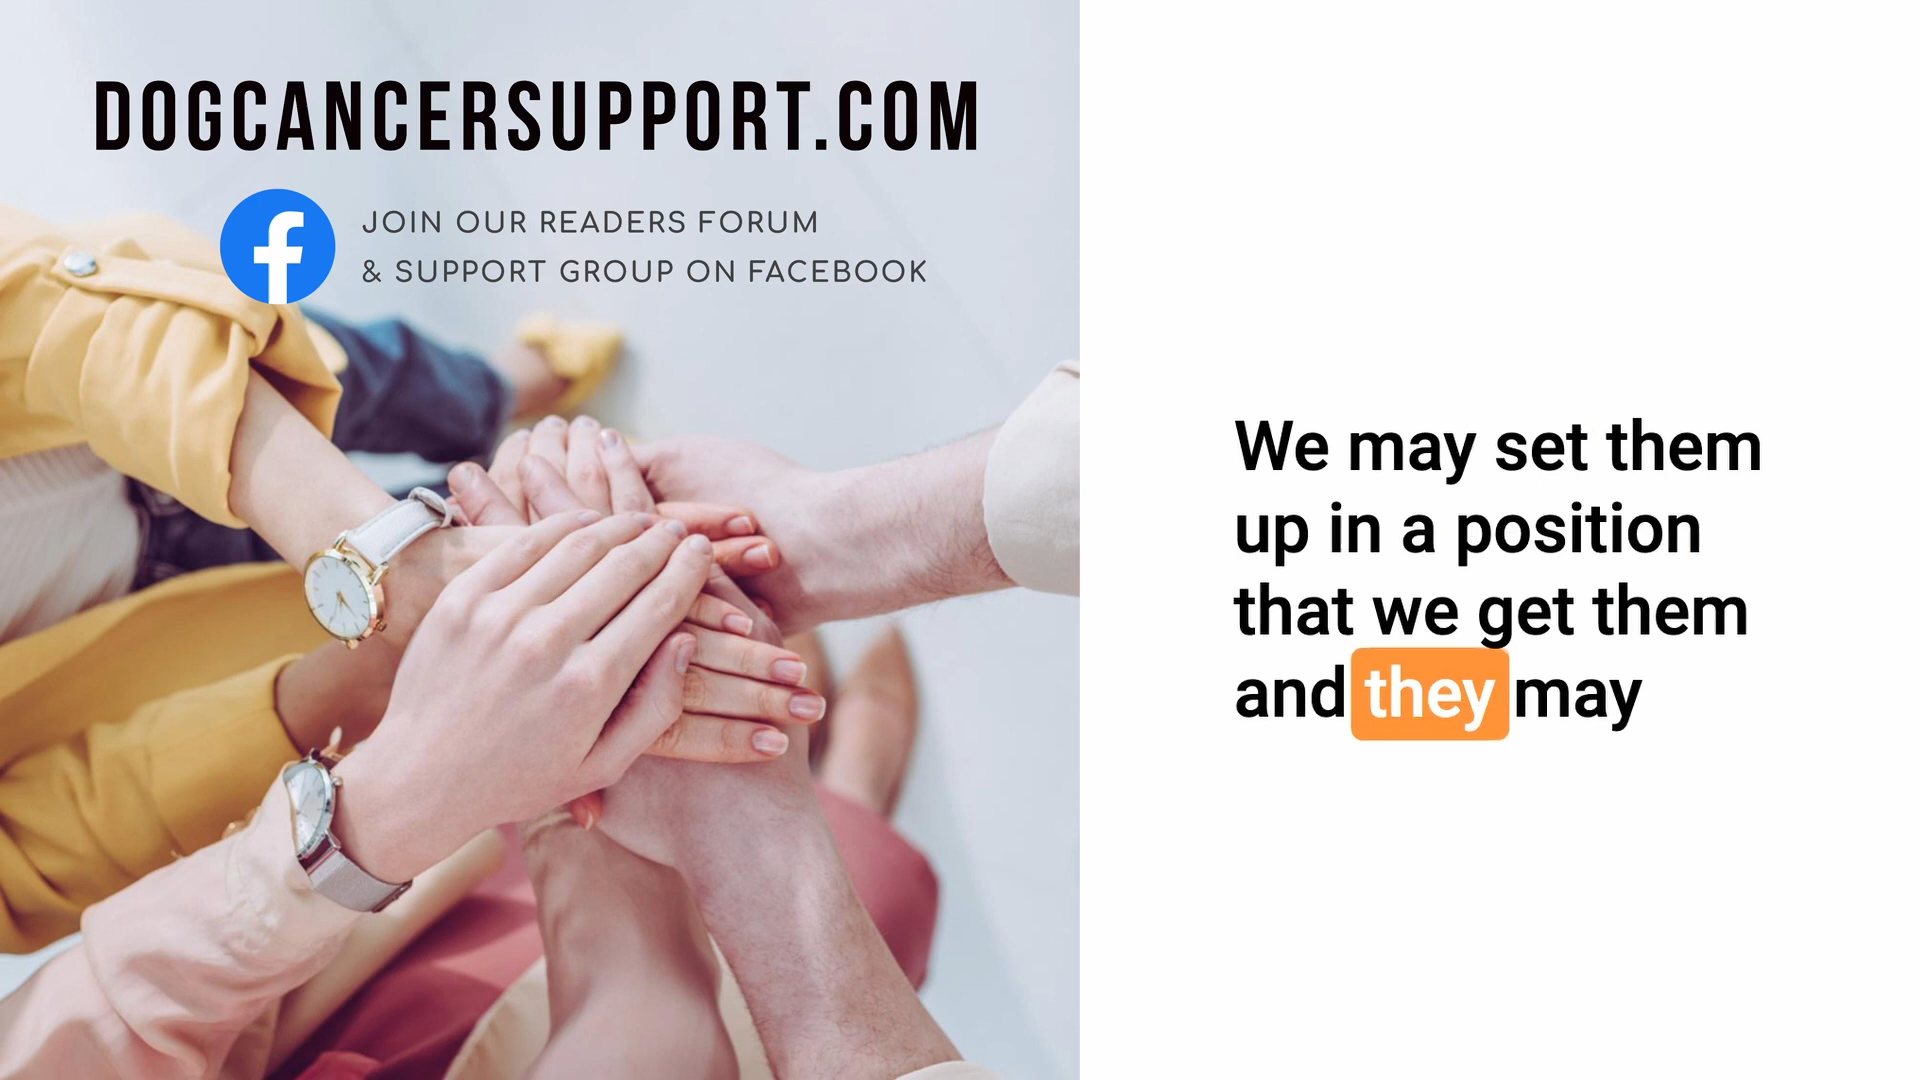 DOGCANCERSUPPORT.COM
JOIN OUR READERS FORUM
& SUPPORT GROUP ON FACEBOOK
We may set them
up in a position
that we get them
and they may